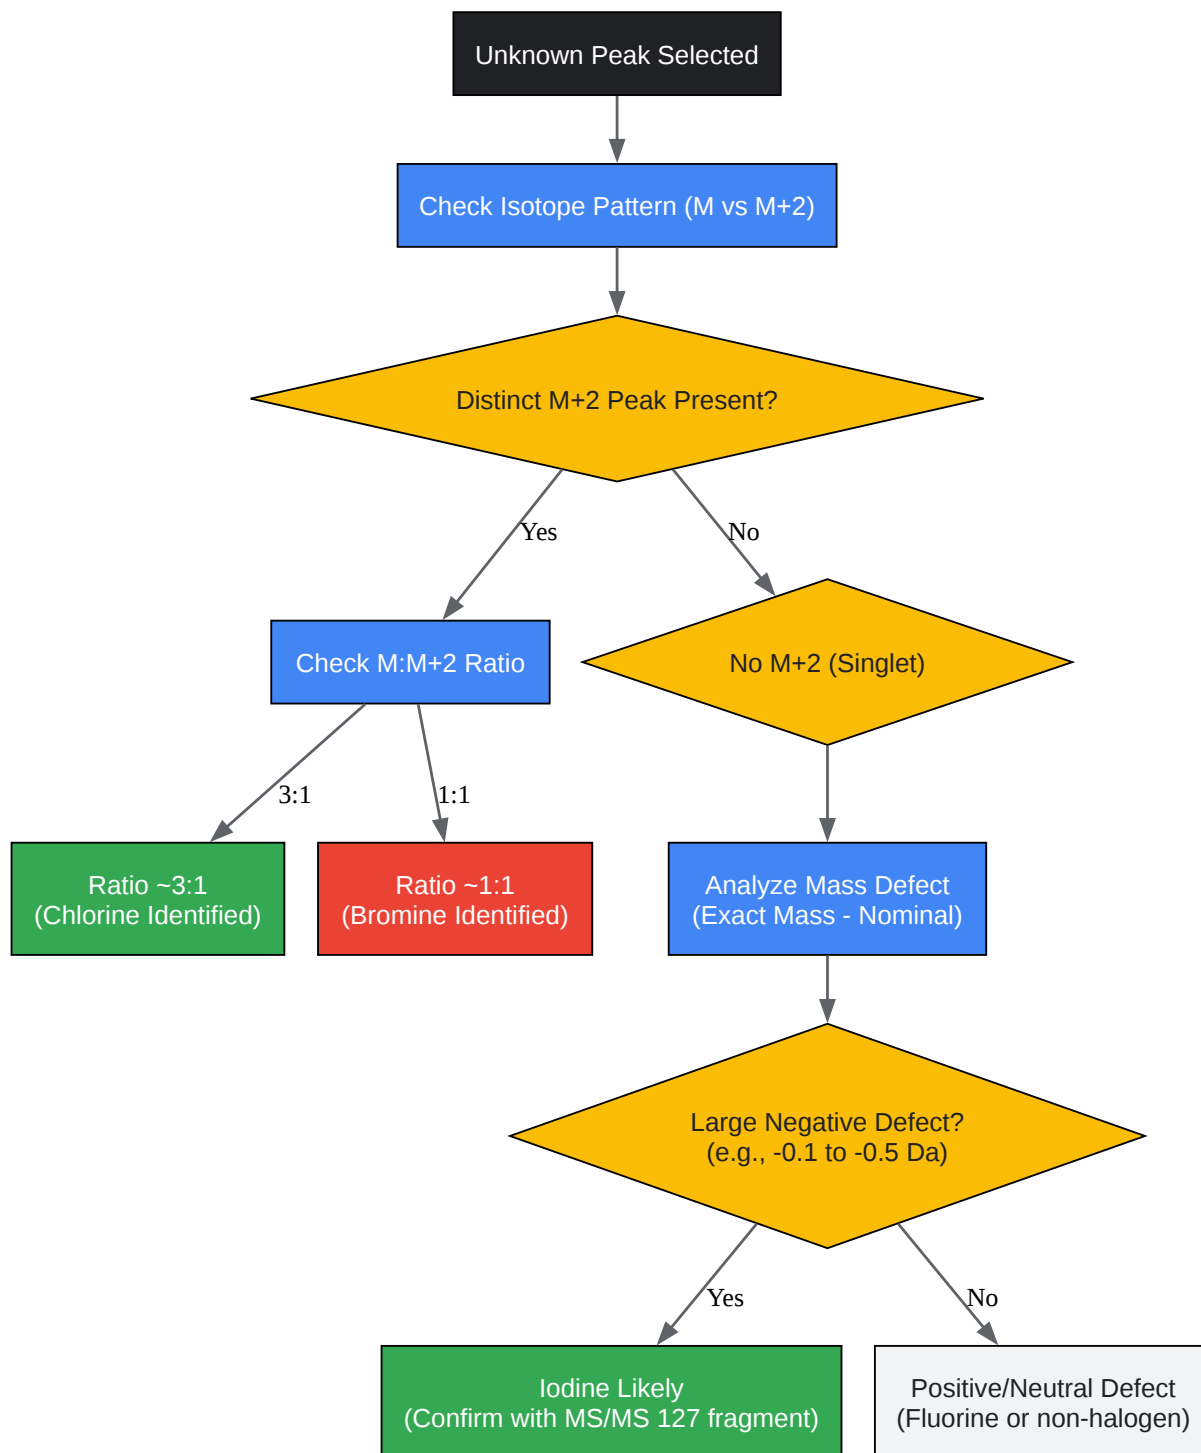 Unknown Peak Selected
Check Isotope Pattern (M vs M+2)
Distinct M+2 Peak Present?
Yes
No
Check M:M+2 Ratio
No M+2 (Singlet)
3:1
1:1
Ratio ~3:1
(Chlorine Identified)
Ratio ~1:1
(Bromine Identified)
Analyze Mass Defect
(Exact Mass - Nominal)
Large Negative Defect?
(e.g., -0.1 to -0.5 Da)
Yes
No
Iodine Likely
(Confirm with MS/MS 127 fragment)
Positive/Neutral Defect
(Fluorine or non-halogen)